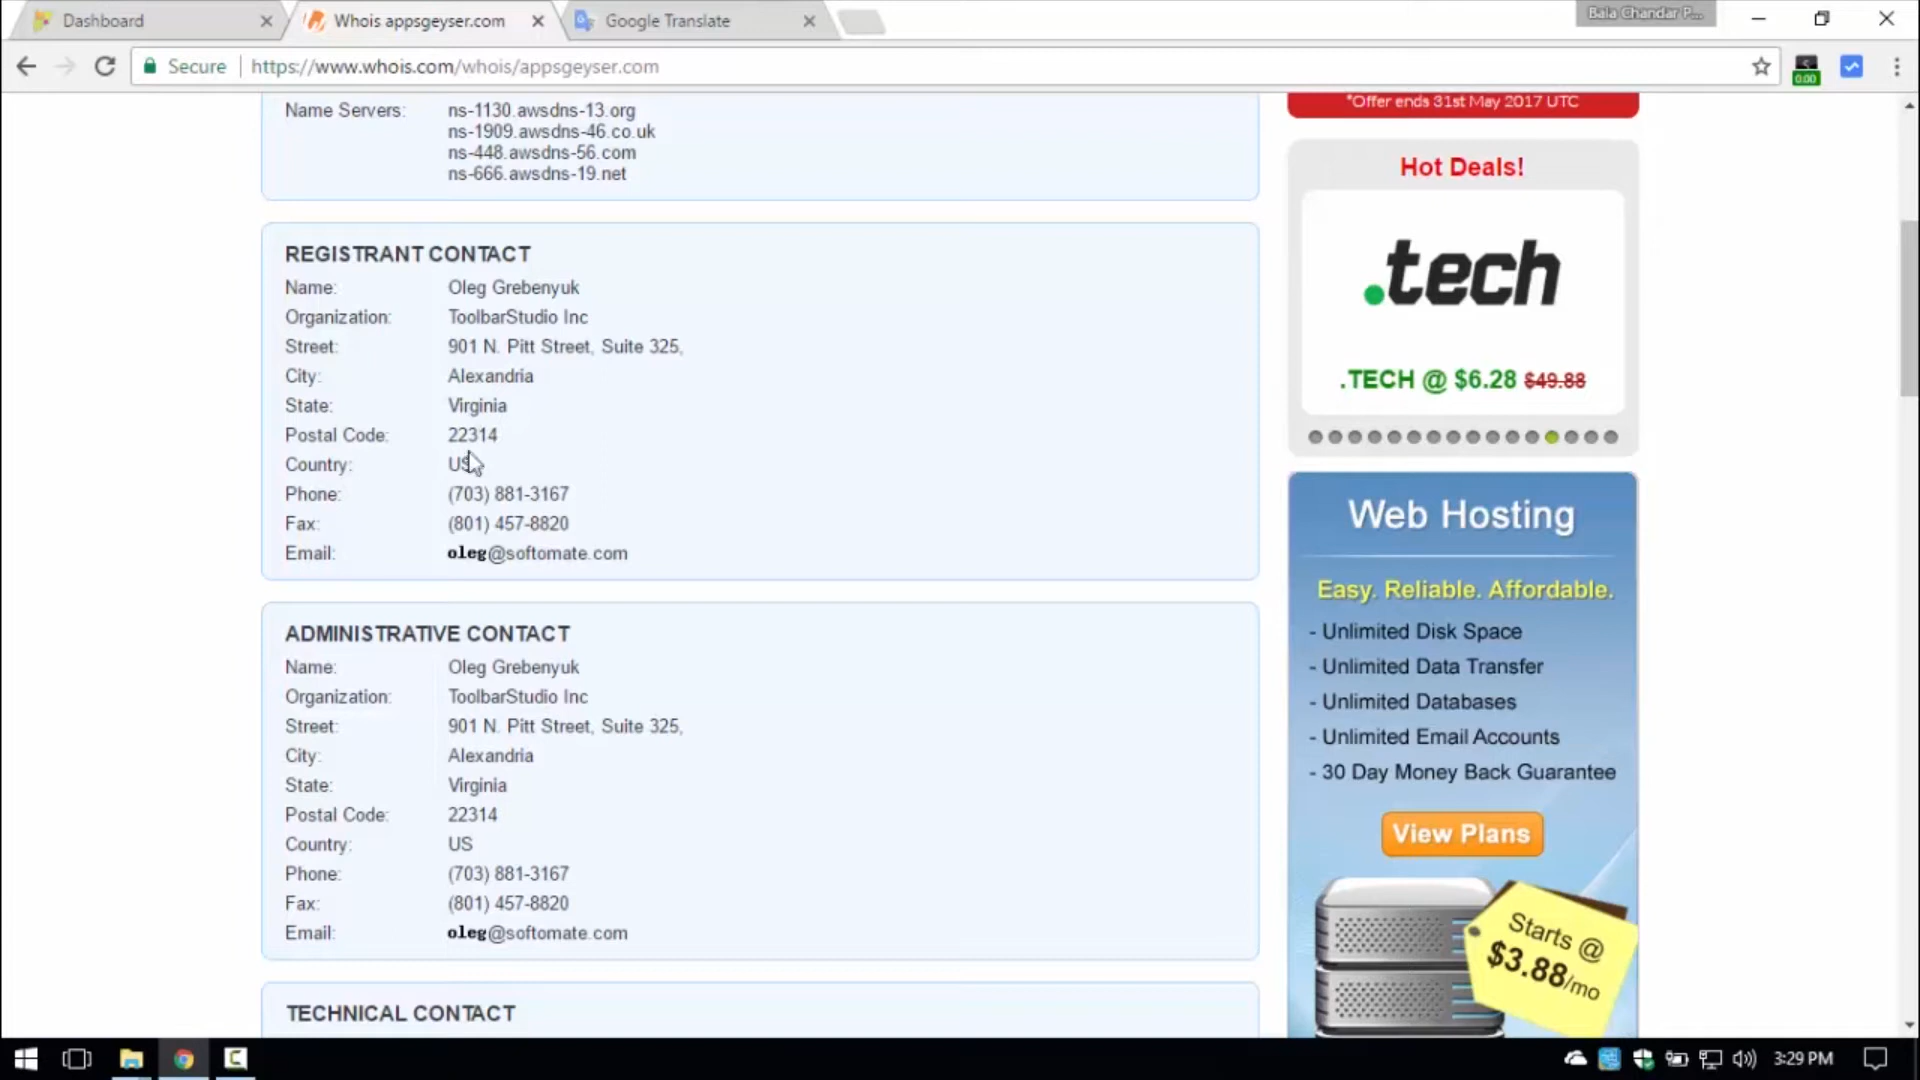 Dashboard
Whois appsgeyser.com
Google Translate
Bala Chandar P...
Secure
https://www.whois.com/whois/appsgeyser.com
0:00
Name Servers: ns-1130.awsdns-13.org
ns-1909.awsdns-46.co.uk
ns-448.awsdns-56.com
ns-666.awsdns-19.net
REGISTRANT CONTACT
Name: Oleg Grebenyuk
Organization: ToolbarStudio Inc
Street: 901 N. Pitt Street, Suite 325,
City: Alexandria
State: Virginia
Postal Code: 22314
Country: US
Phone: (703) 881-3167
Fax: (801) 457-8820
Email: oleg@softomate.com
ADMINISTRATIVE CONTACT
Name: Oleg Grebenyuk
Organization: ToolbarStudio Inc
Street: 901 N. Pitt Street, Suite 325,
City: Alexandria
State: Virginia
Postal Code: 22314
Country: US
Phone: (703) 881-3167
Fax: (801) 457-8820
Email: oleg@softomate.com
TECHNICAL CONTACT
*Offer ends 31st May 2017 UTC
Hot Deals!
.tech
.TECH @ $6.28 $49.88
Web Hosting
Easy. Reliable. Affordable.
- Unlimited Disk Space
- Unlimited Data Transfer
- Unlimited Databases
- Unlimited Email Accounts
- 30 Day Money Back Guarantee
View Plans
Starts @
$3.88/mo
3:29 PM